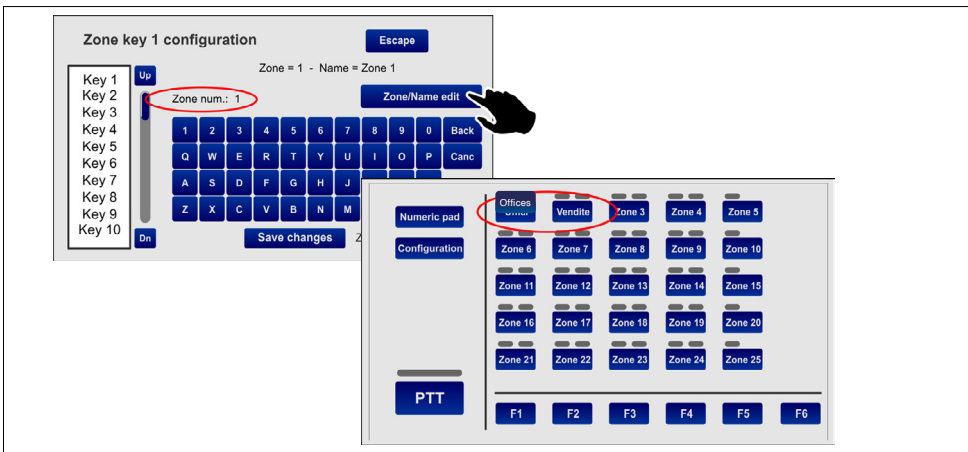 Zone key 1 configuration
Escape
Zone = 1 - Name = Zone 1
Key 1
Key 2
Key 3
Key 4
Key 5
Key 6
Key 7
Key 8
Key 9
Key 10
Up
Dn
Zone num.: 1
Zone/Name edit
1 2 3 4 5 6 7 8 9 0 Back
Q W E R T Y U I O P Canc
A S D F G H J
Z X C V B N M
Save changes
Numeric pad
Configuration
PTT
Offices Vendite Zone 3 Zone 4 Zone 5
Zone 6 Zone 7 Zone 8 Zone 9 Zone 10
Zone 11 Zone 12 Zone 13 Zone 14 Zone 15
Zone 16 Zone 17 Zone 18 Zone 19 Zone 20
Zone 21 Zone 22 Zone 23 Zone 24 Zone 25
F1 F2 F3 F4 F5 F6